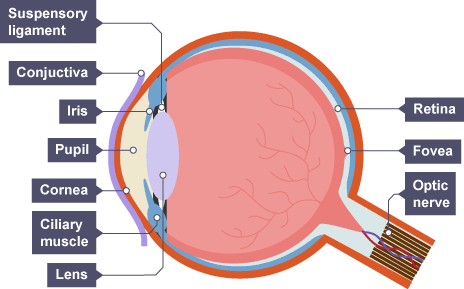 Suspensory
ligament
Conjuctiva
Iris
Pupil
Cornea
Ciliary
muscle
Lens
Retina
Fovea
Optic
nerve